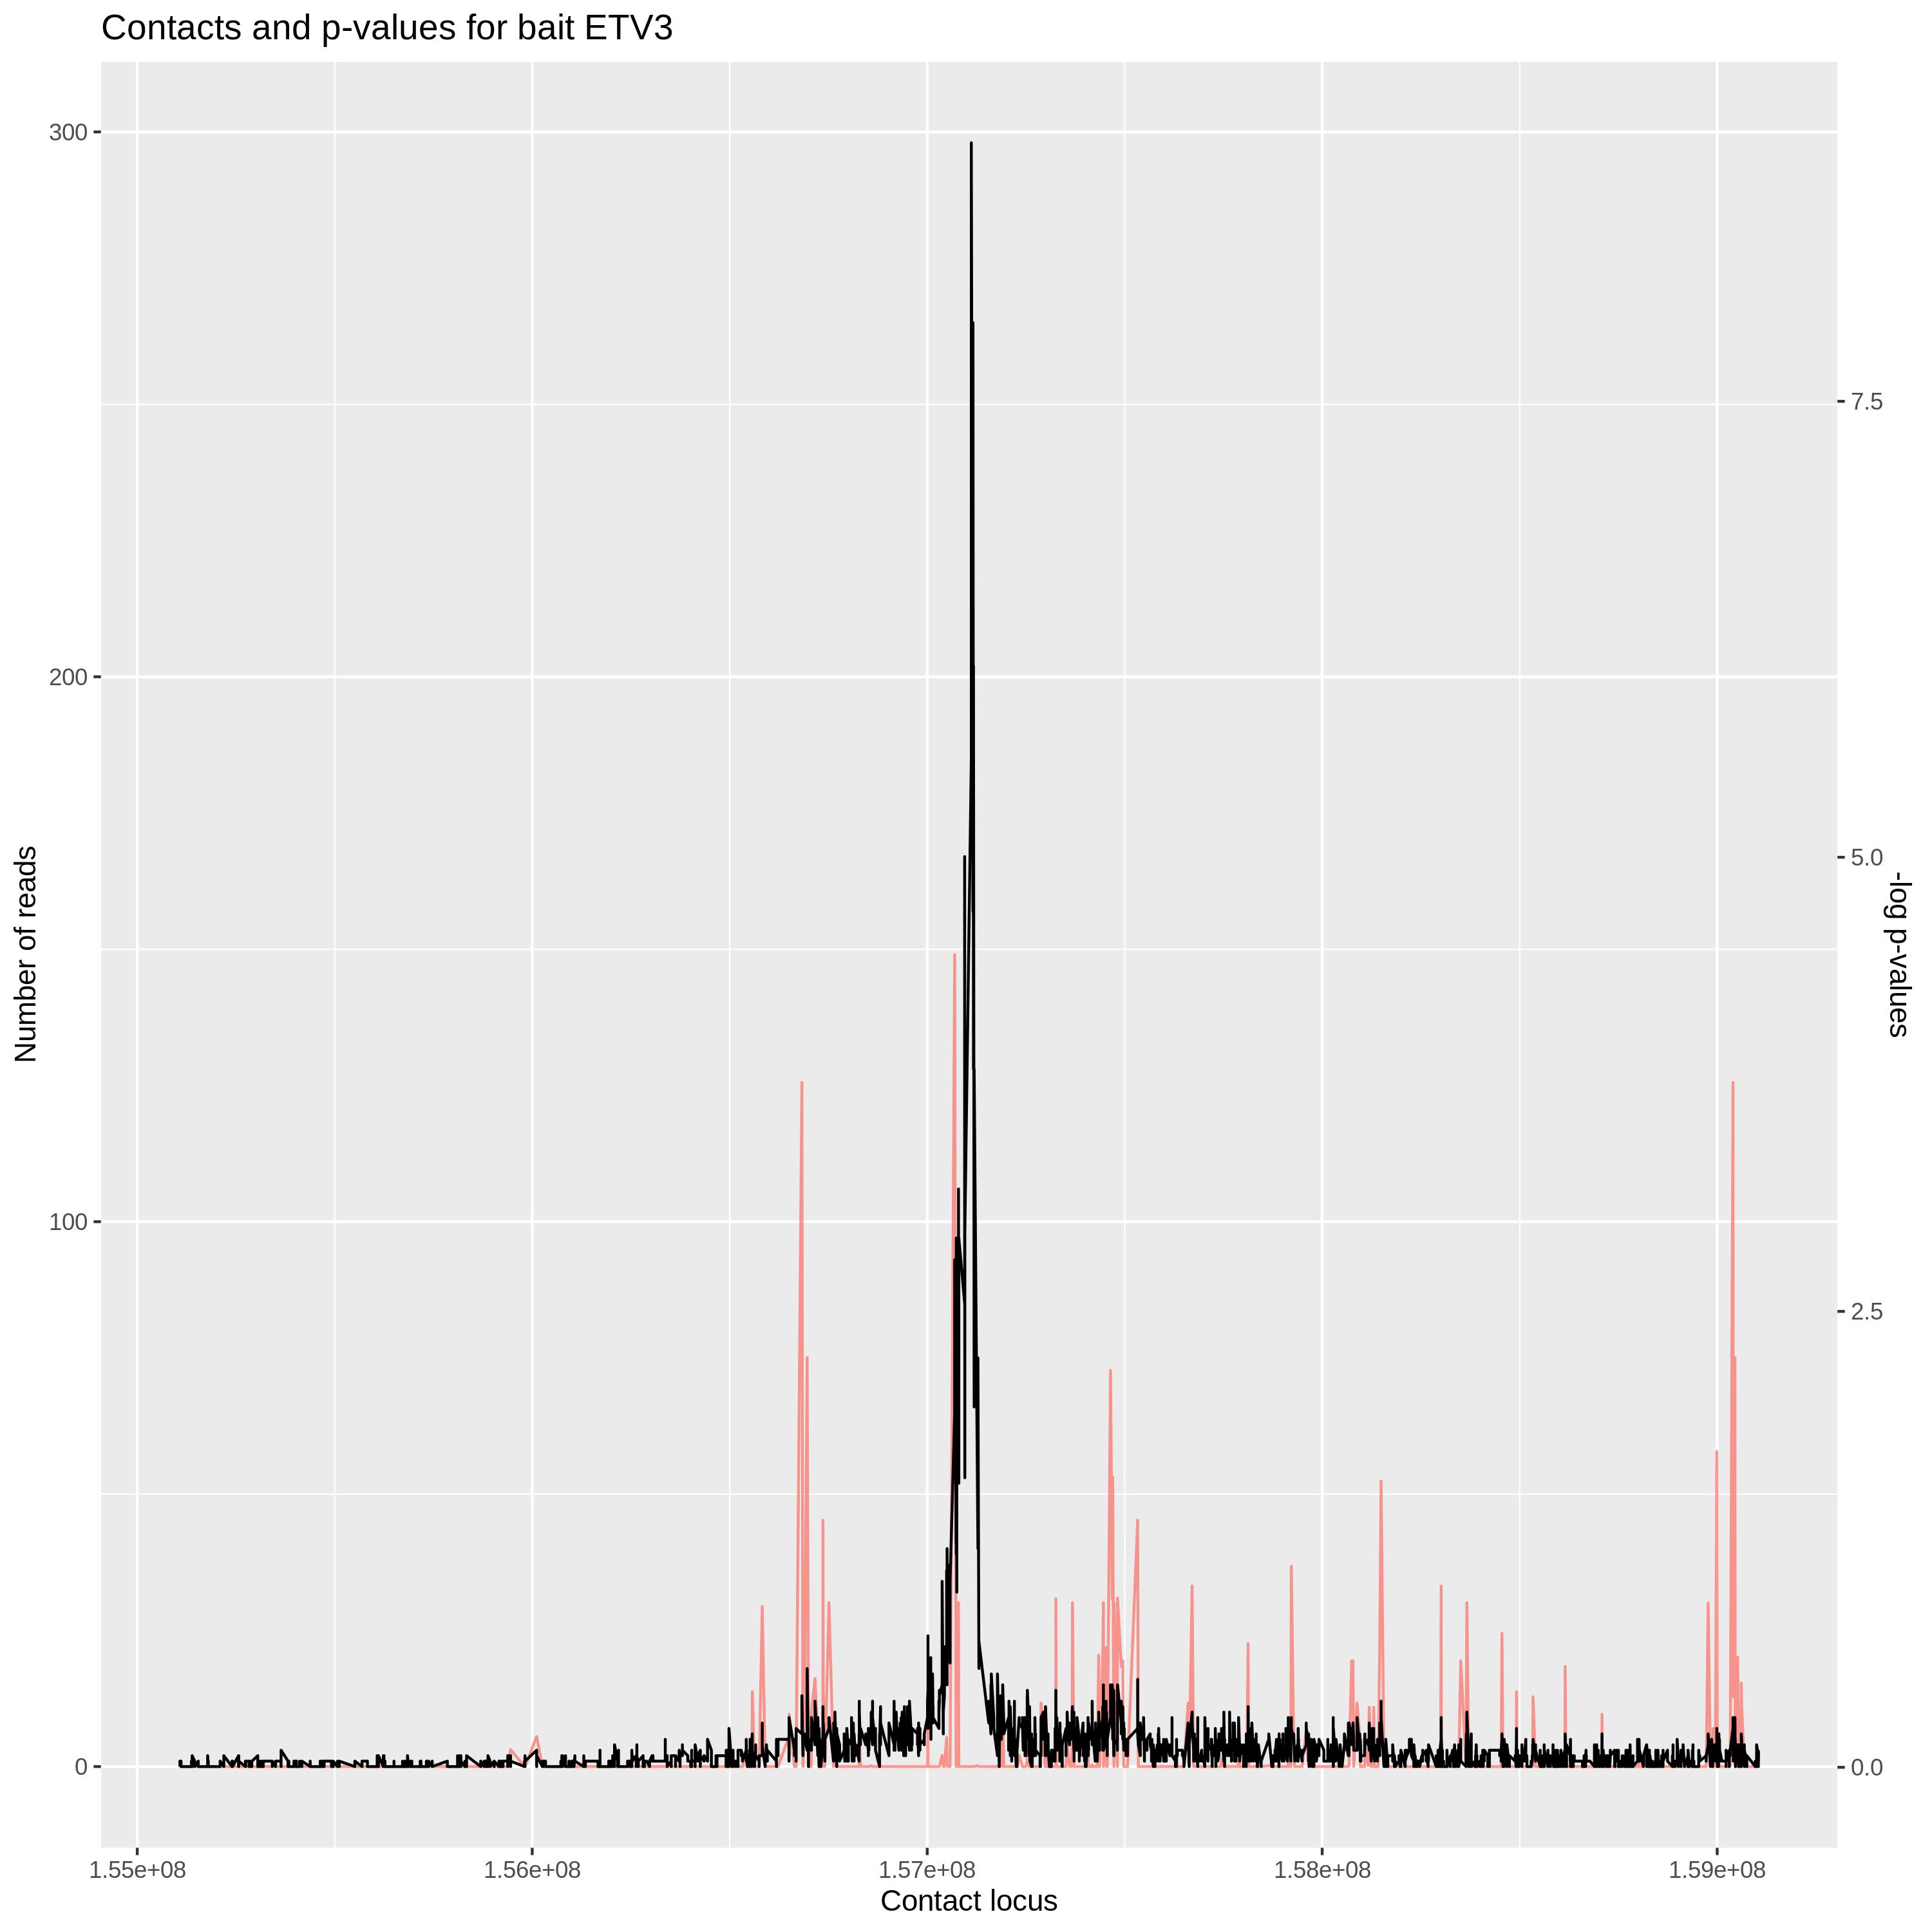 Contacts and p-values for bait ETV3
300
200
100
0
Number of reads
7.5
5.0
2.5
0.0
-log p-values
1.55e+08
1.56e+08
1.57e+08
1.58e+08
1.59e+08
Contact locus